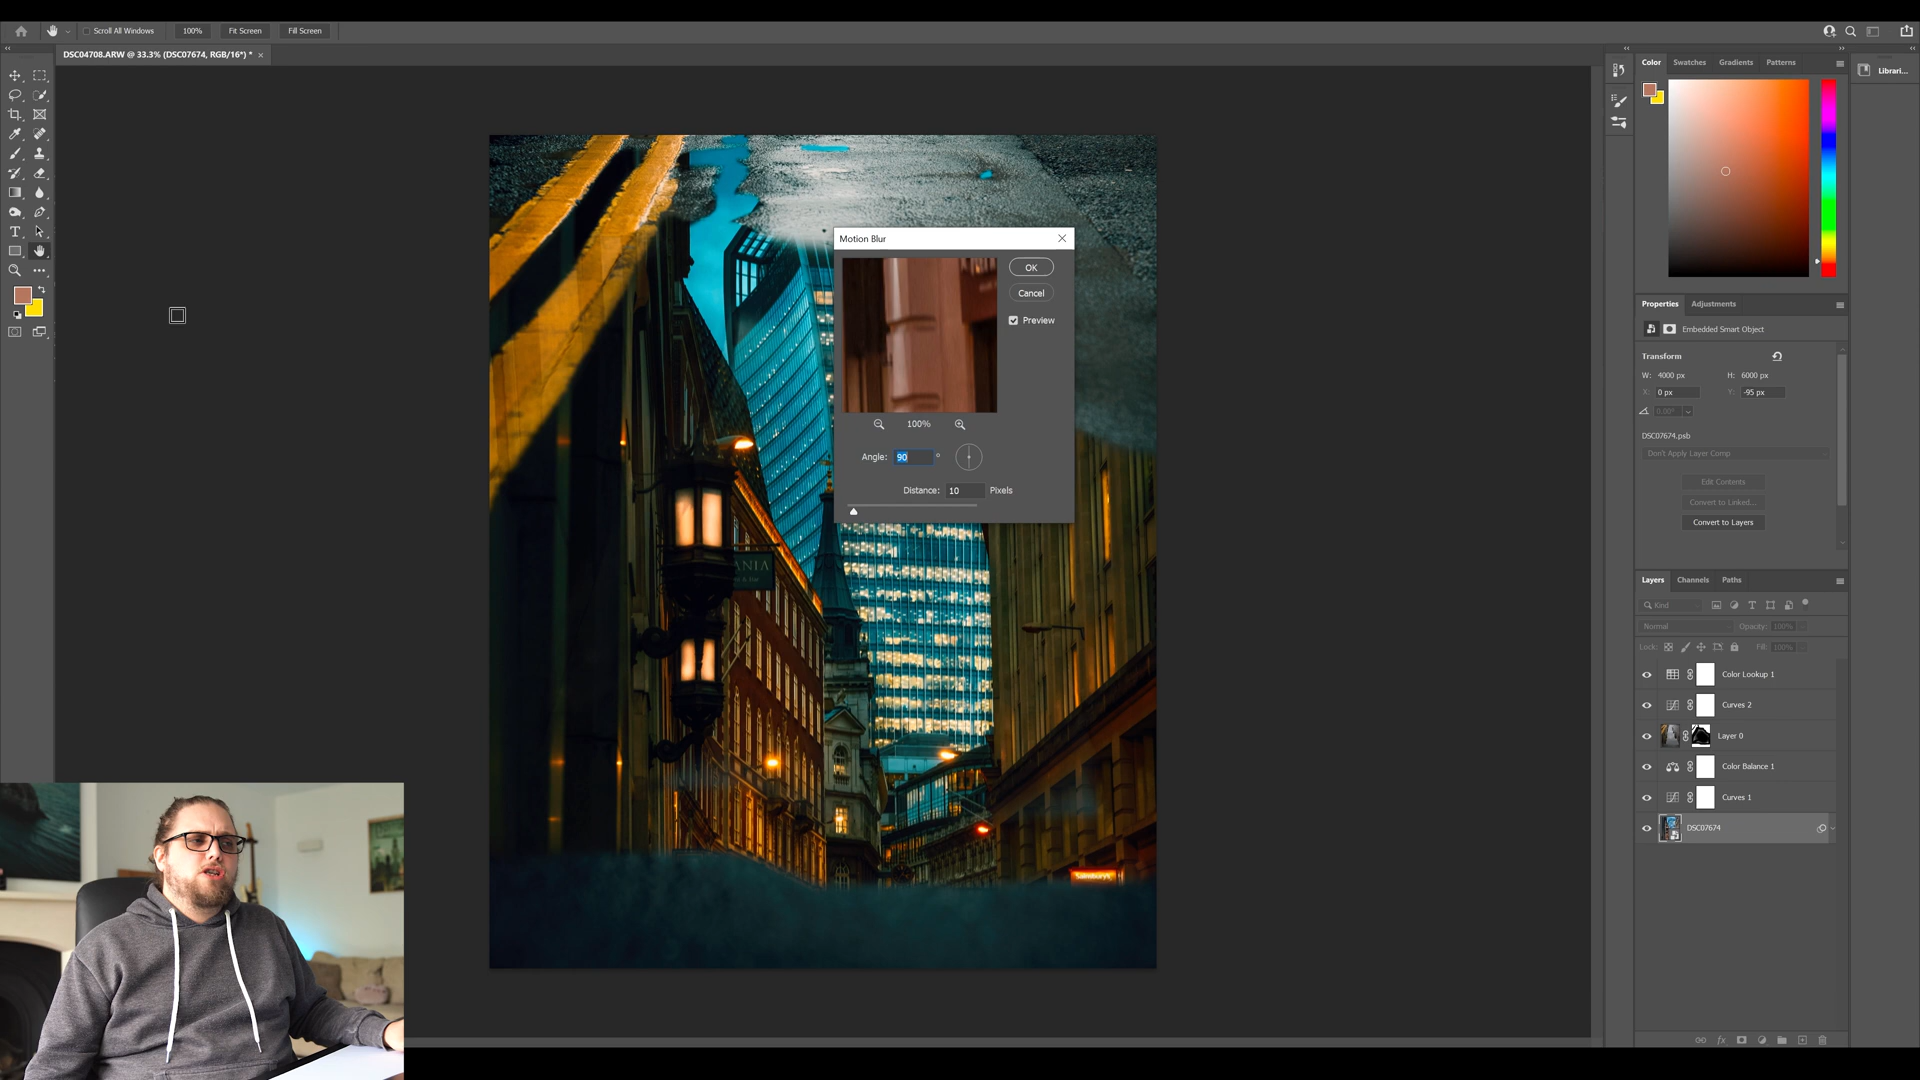 Scroll All Windows
100%
Fit Screen
Fill Screen
DSC04708.ARW @ 33.3% (DSC07674, RGB/16*) *
Color
Swatches
Gradients
Patterns
Librari...
Motion Blur
OK
Cancel
Preview
100%
Angle: 90 °
Distance: 10 Pixels
ANIA
Sainsbury's
Properties
Adjustments
Embedded Smart Object
Transform
W: 4000 px
H: 6000 px
X: 0 px
Y: -95 px
0.00°
DSC07674.psb
Don't Apply Layer Comp
Edit Contents
Convert to Linked...
Convert to Layers
Layers
Channels
Paths
Kind
Normal
Opacity: 100%
Lock:
Fill: 100%
Color Lookup 1
Curves 2
Layer 0
Color Balance 1
Curves 1
DSC07674
fx